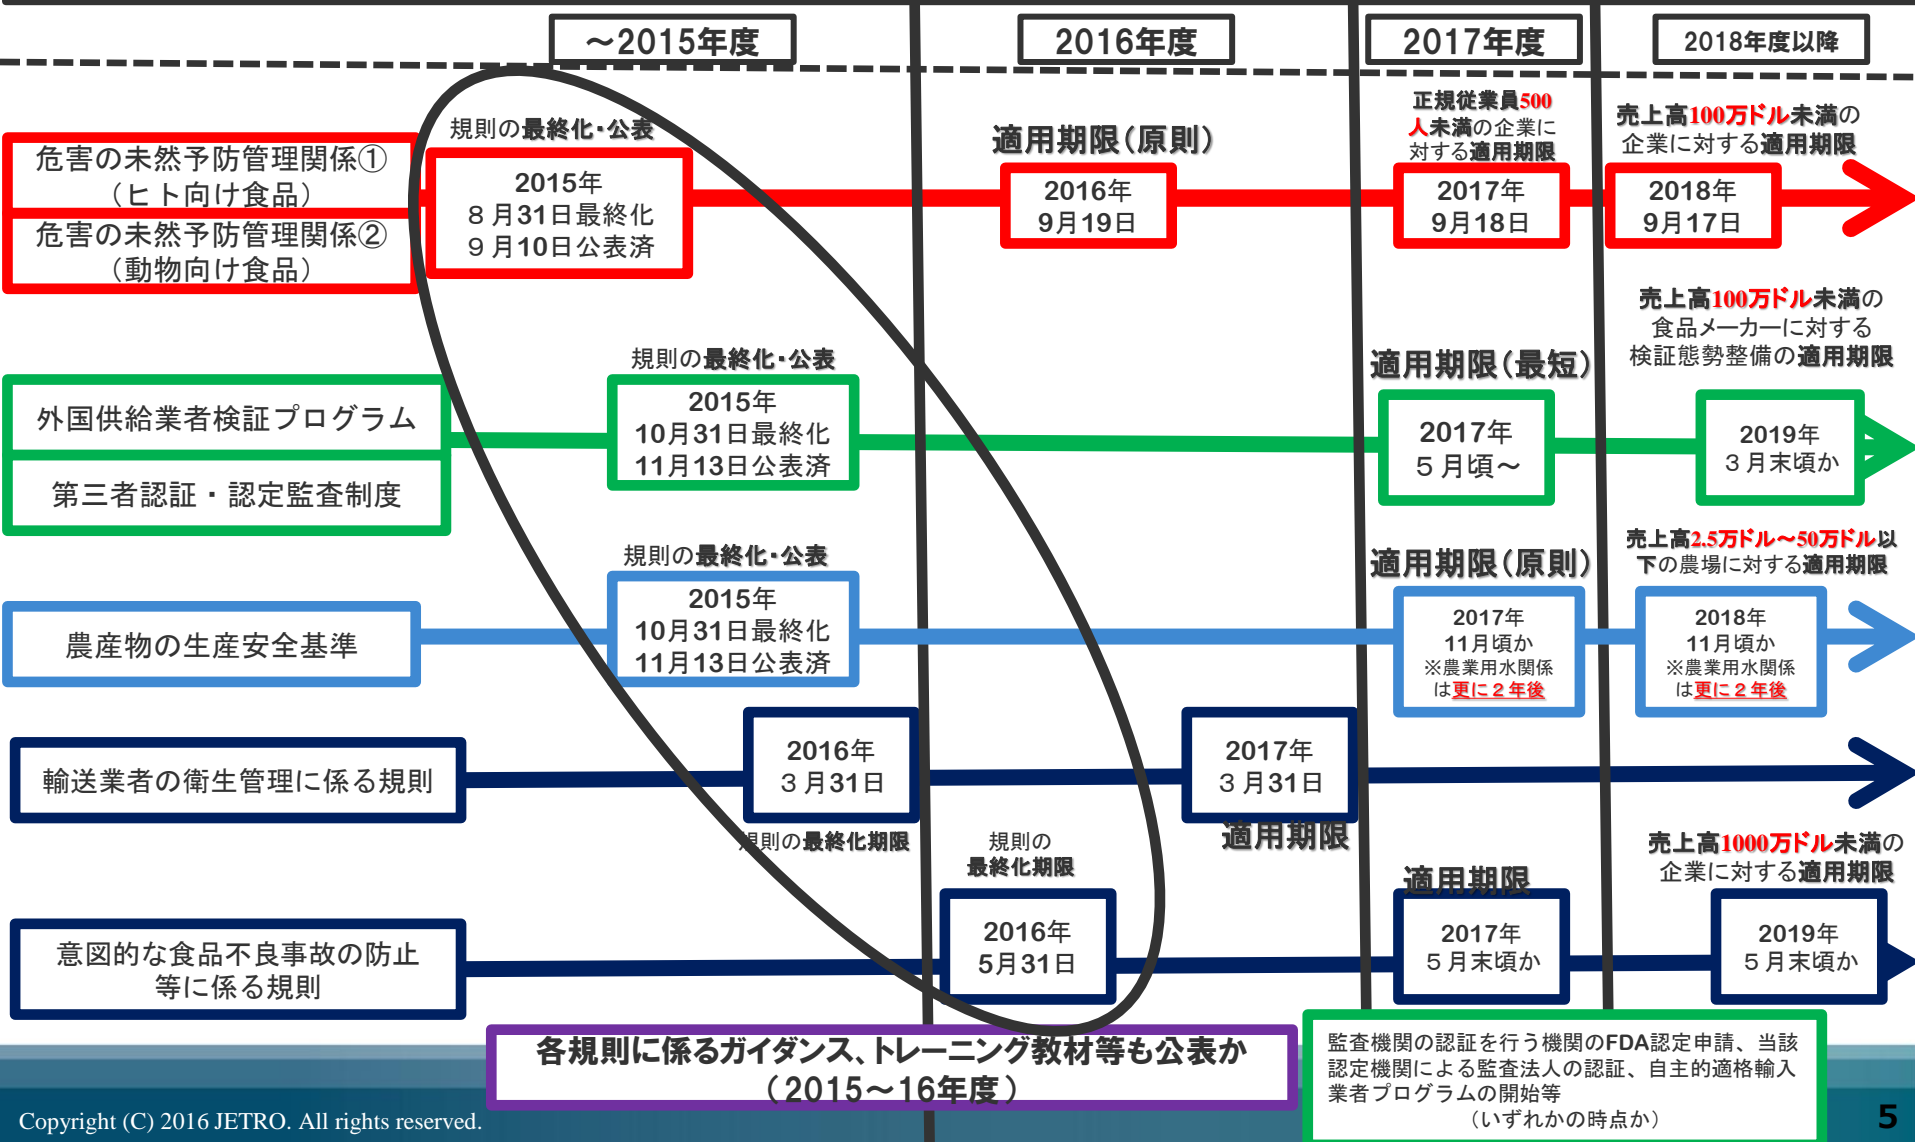 ～2015年度
2016年度
2017年度
2018年度以降
危害の未然予防管理関係①
（ヒト向け食品）
危害の未然予防管理関係②
（動物向け食品）
規則の最終化・公表
2015年
８月31日最終化
９月10日公表済
適用期限（原則）
2016年
9月19日
正規従業員500
人未満の企業に
対する適用期限
2017年
9月18日
売上高100万ドル未満の
企業に対する適用期限
2018年
9月17日
外国供給業者検証プログラム
第三者認証・認定監査制度
規則の最終化・公表
2015年
10月31日最終化
11月13日公表済
適用期限（最短）
2017年
５月頃～
売上高100万ドル未満の
食品メーカーに対する
検証態勢整備の適用期限
2019年
３月末頃か
農産物の生産安全基準
規則の最終化・公表
2015年
10月31日最終化
11月13日公表済
適用期限（原則）
2017年
11月頃か
※農業用水関係
は更に２年後
売上高2.5万ドル～50万ドル以
下の農場に対する適用期限
2018年
11月頃か
※農業用水関係
は更に２年後
輸送業者の衛生管理に係る規則
2016年
３月31日
規則の最終化期限
2017年
３月31日
適用期限
意図的な食品不良事故の防止
等に係る規則
規則の
最終化期限
2016年
5月31日
適用期限
2017年
５月末頃か
売上高1000万ドル未満の
企業に対する適用期限
2019年
５月末頃か
各規則に係るガイダンス、トレーニング教材等も公表か
（2015～16年度）
監査機関の認証を行う機関のFDA認定申請、当該
認定機関による監査法人の認証、自主的適格輸入
業者プログラムの開始等
（いずれかの時点か）
Copyright (C) 2016 JETRO. All rights reserved.
5